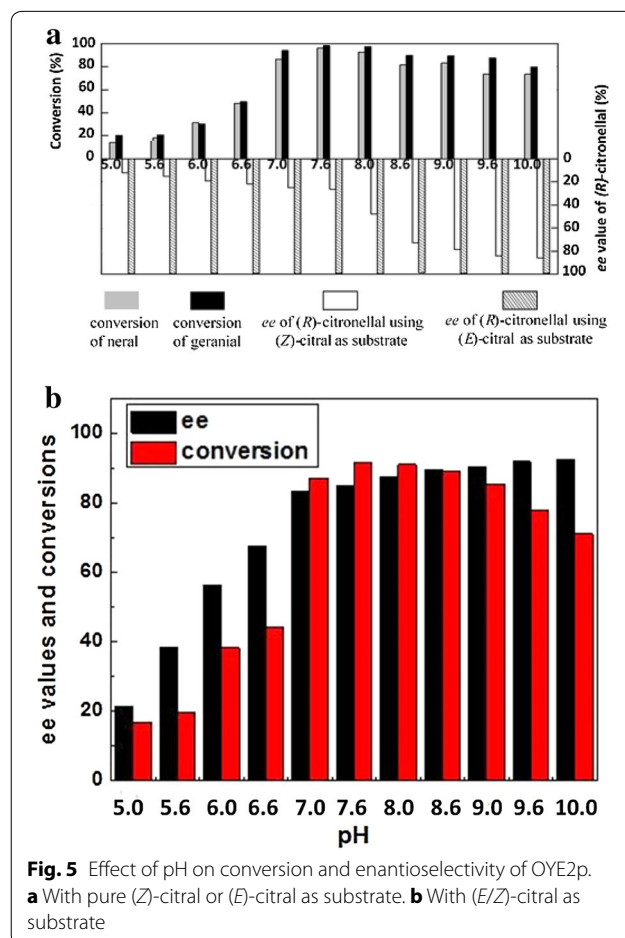 a
100
80
60
40
20
0
Conversion (%)
5.0 5.6 6.0 6.6 7.0 7.6 8.0 8.6 9.0 9.6 10.0
0
20
40
60
80
100
ee value of (R)-citronellal (%)
conversion of neral
conversion of geranial
ee of (R)-citronellal using (Z)-citral as substrate
ee of (R)-citronellal using (E)-citral as substrate
b
ee
conversion
100
80
60
40
20
0
ee values and conversions
5.0 5.6 6.0 6.6 7.0 7.6 8.0 8.6 9.0 9.6 10.0
pH
Fig. 5 Effect of pH on conversion and enantioselectivity of OYE2p.
a With pure (Z)-citral or (E)-citral as substrate. b With (E/Z)-citral as
substrate